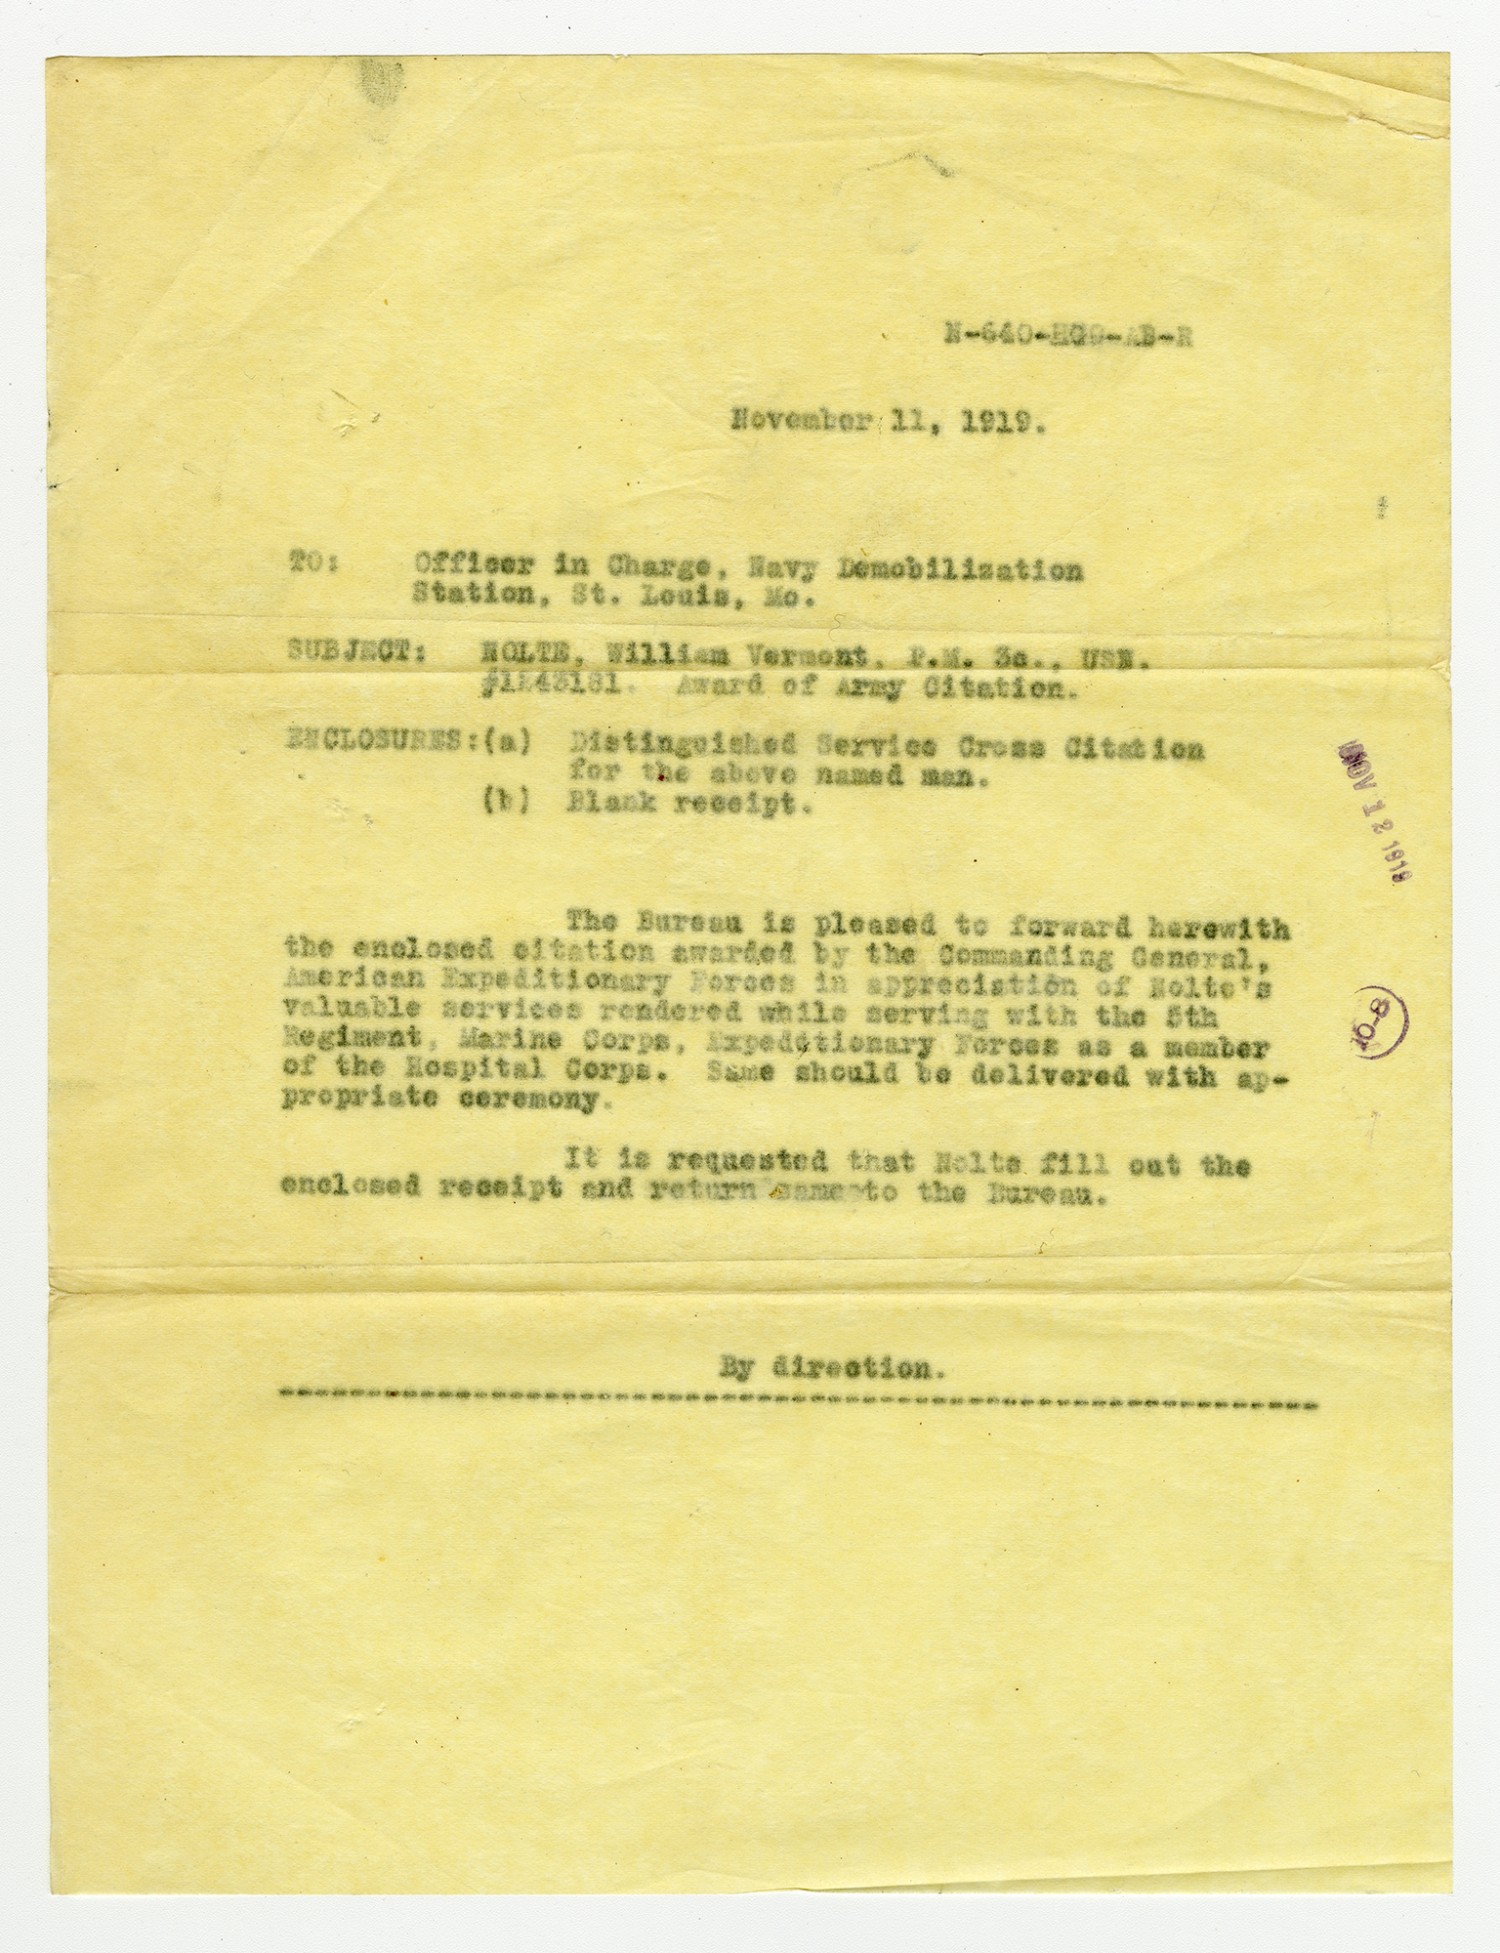 N-640-HG9-AB-R
November 11, 1919.
TO: Officer in Charge, Navy Demobilization
Station, St. Louis, Mo.
SUBJECT: NOLTE, William Vermont, P.M. 3c., USN.
Award of Army Citation.
ENCLOSURES:(a) Distinguished Service Cross Citation
for the above named man.
(b) Blank receipt.
NOV 21 1919
The Bureau is pleased to forward herewith
the enclosed citation awarded by the Commanding General,
American Expeditionary Forces in appreciation of Nolte's
valuable services rendered while serving with the 5th
Regiment, Marine Corps, Expeditionary Forces as a member
of the Hospital Corps. Same should be delivered with ap-
propriate ceremony.
10-8
It is requested that Nolte fill out the
enclosed receipt and return same to the Bureau.
By direction.